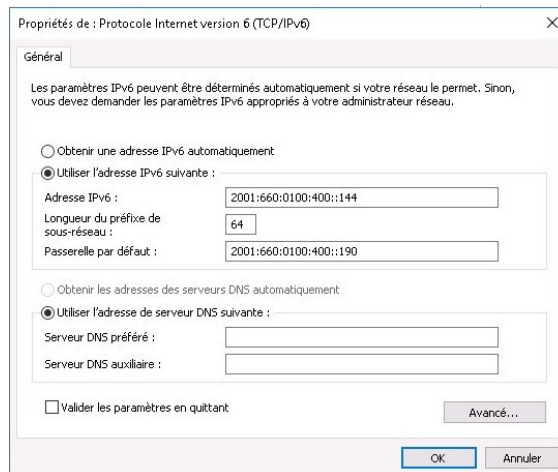 Propriétés de : Protocole Internet version 6 (TCP/IPv6)
Général
Les paramètres IPv6 peuvent être déterminés automatiquement si votre réseau le permet. Sinon,
vous devez demander les paramètres IPv6 appropriés à votre administrateur réseau.
Obtenir une adresse IPv6 automatiquement
Utiliser l'adresse IPv6 suivante :
Adresse IPv6 : 2001:660:0100:400::144
Longueur du préfixe de
sous-réseau : 64
Passerelle par défaut : 2001:660:0100:400::190
Obtenir les adresses des serveurs DNS automatiquement
Utiliser l'adresse de serveur DNS suivante :
Serveur DNS préféré :
Serveur DNS auxiliaire :
Valider les paramètres en quittant
Avancé...
OK Annuler